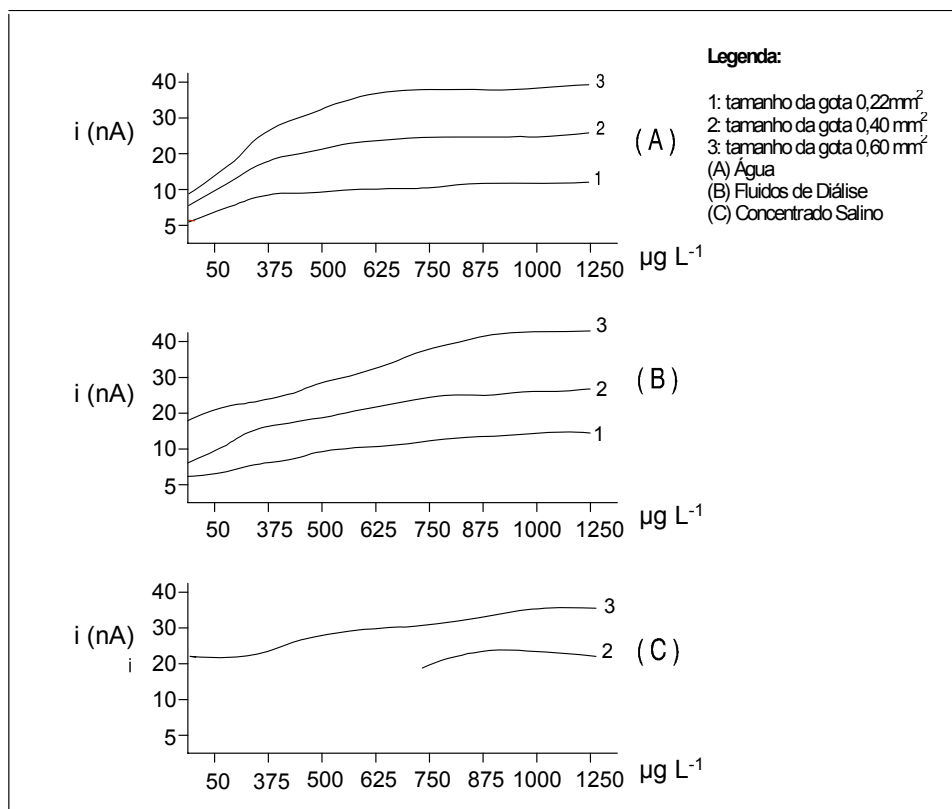 Legenda:
1: tamanho da gota 0,22mm²
2: tamanho da gota 0,40 mm²
3: tamanho da gota 0,60 mm²
(A) Água
(B) Fluidos de Diálise
(C) Concentrado Salino
40
30
20
10
5
i (nA)
3
2
1
(A)
50 375 500 625 750 875 1000 1250 µg L⁻¹
40
30
20
10
5
i (nA)
3
2
1
(B)
50 375 500 625 750 875 1000 1250 µg L⁻¹
40
30
20
10
5
i (nA)
i
3
2
(C)
50 375 500 625 750 875 1000 1250 µg L⁻¹